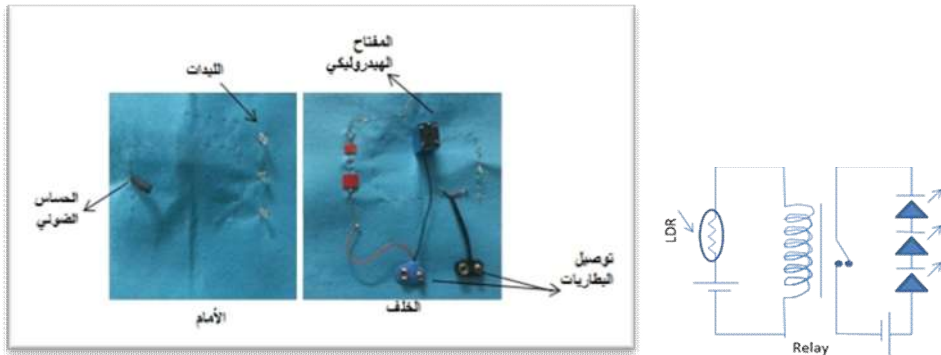 المفتاح
الهيدروليكي
الليدات
الحساس
الضوئي
توصيل
البطاريات
الأمام
الخلف
LDR
Relay